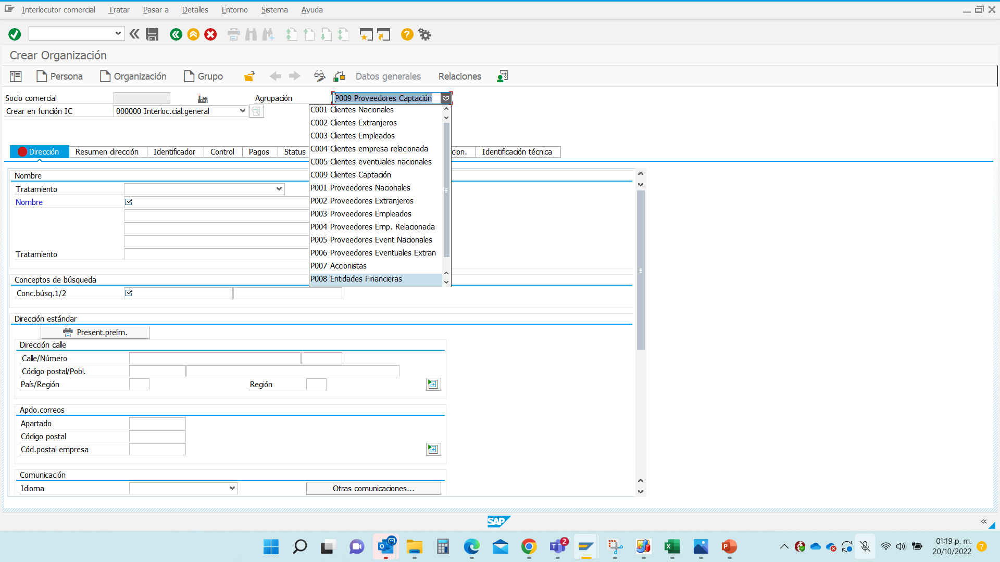 Interlocutor comercial Tratar Pasar a Detalles Entorno Sistema Ayuda
Crear Organización
Persona Organización Grupo Datos generales Relaciones
Socio comercial Agrupación P009 Proveedores Captación
Crear en función IC 000000 Interloc.cial.general
C001 Clientes Nacionales
C002 Clientes Extranjeros
C003 Clientes Empleados
C004 Clientes empresa relacionada
C005 Clientes eventuales nacionales
C009 Clientes Captación
P001 Proveedores Nacionales
P002 Proveedores Extranjeros
P003 Proveedores Empleados
P004 Proveedores Emp. Relacionada
P005 Proveedores Event Nacionales
P006 Proveedores Eventuales Extran
P007 Accionistas
P008 Entidades Financieras
Dirección Resumen dirección Identificador Control Pagos Status cion. Identificación técnica
Nombre
Tratamiento
Nombre
Tratamiento
Conceptos de búsqueda
Conc.búsq.1/2
Dirección estándar
Present.prelim.
Dirección calle
Calle/Número
Código postal/Pobl.
País/Región Región
Apdo.correos
Apartado
Código postal
Cód.postal empresa
Comunicación
Idioma Otras comunicaciones...
SAP
2
01:19 p. m.
20/10/2022
7